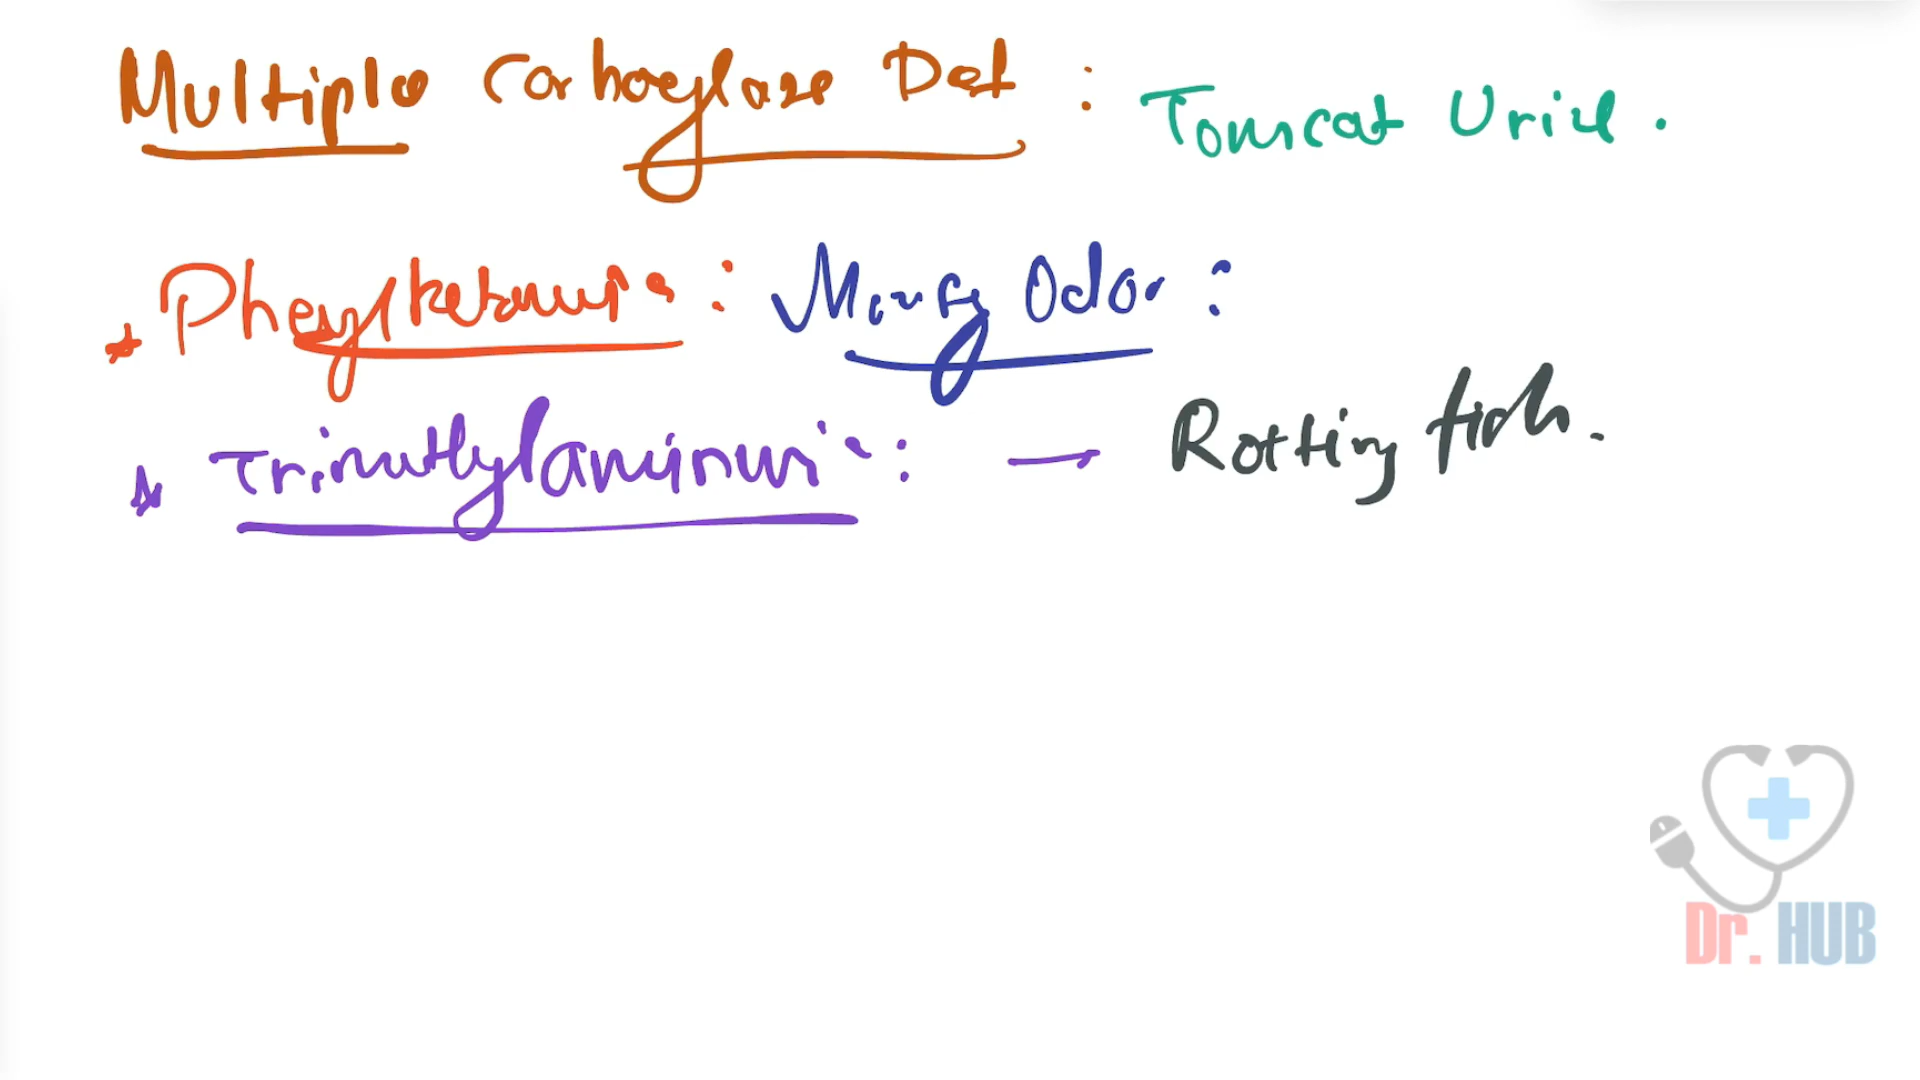 Multiple Carboxylase Def : Tomcat Urine.
* Phenylketonuria : Mousy Odor :
* Trimethylaminuria : → Rotting fish.
Dr. HUB